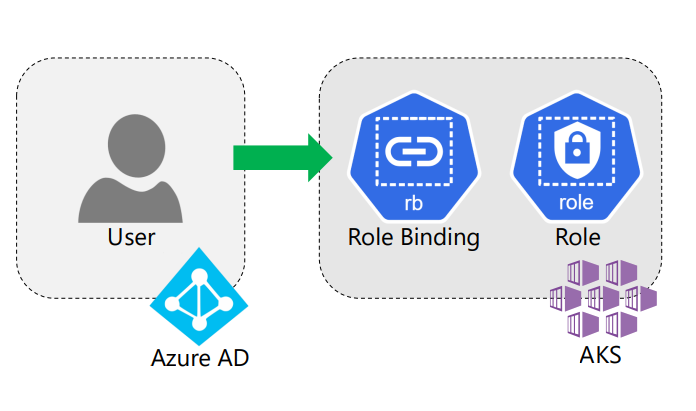 User
Azure AD
rb
role
Role Binding
Role
AKS